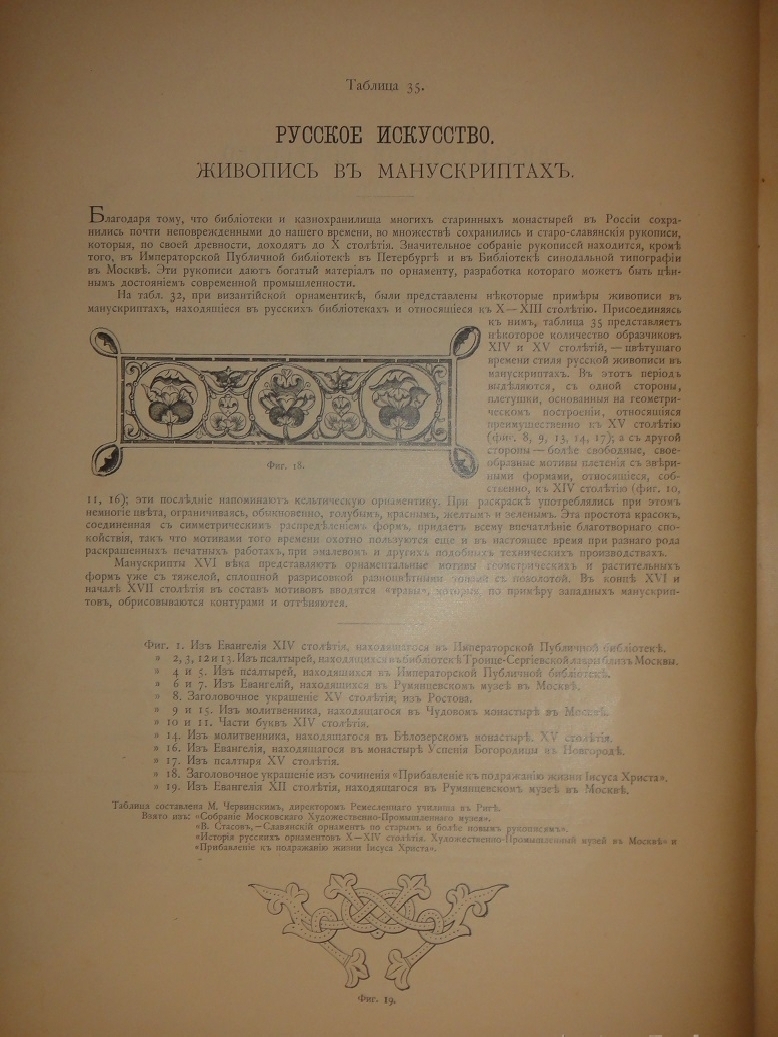 Таблица 35.
РУССКОЕ ИСКУССТВО.
ЖИВОПИСЬ ВЪ МАНУСКРИПТАХЪ.
Благодаря тому, что библіотеки и казнохранилища многихъ старинныхъ монастырей въ Россіи сохра-
нились почти неповрежденными до нашего времени, во множествѣ сохранились и старо-славянскія рукописи,
которыя, по своей древности, доходятъ до X столѣтія. Значительное собраніе рукописей находится, кромѣ
того, въ Императорской Публичной библіотекѣ въ Петербургѣ и въ Библіотекѣ синодальной типографіи
въ Москвѣ. Эти рукописи даютъ богатый матеріалъ по орнаменту, разработка котораго можетъ быть цѣн-
нымъ достояніемъ современной промышленности.
На табл. 32, при византійской орнаментикѣ, были представлены нѣкоторые примѣры живописи въ
манускриптахъ, находящіеся въ русскихъ библіотекахъ и относящіеся къ X—XIII столѣтію. Присоединяясь
къ нимъ, таблица 35 представляетъ
нѣкоторое количество образчиковъ
XIV и XV столѣтій, — цвѣтущаго
времени стиля русской живописи въ
манускриптахъ. Въ этотъ періодъ
выдѣляются, съ одной стороны,
плетушки, основанныя на геометри-
ческомъ построеніи, относящіяся
преимущественно къ XV столѣтію
(фиг. 8, 9, 13, 14, 17); а съ другой
стороны — болѣе свободные, свое-
образные мотивы плетенія съ звѣри-
ными формами, относящіеся, соб-
ственно, къ XIV столѣтію (фиг. 10,
Фиг. 18.
11, 16); эти послѣдніе напоминаютъ кельтическую орнаментику. При раскраскѣ употреблялись при этомъ
немногіе цвѣта, ограничиваясь, обыкновенно, голубымъ, краснымъ, желтымъ и зеленымъ. Эта простота красокъ,
соединенная съ симметрическимъ распредѣленіемъ формъ, придаетъ всему впечатлѣніе благотворнаго спо-
койствія, такъ что мотивами того времени охотно пользуются еще и въ настоящее время при разнаго рода
раскрашенныхъ печатныхъ работахъ, при эмалевомъ и другихъ подобныхъ техническихъ производствахъ.
Манускрипты XVI вѣка представляютъ орнаментальные мотивы геометрическихъ и растительныхъ
формъ уже съ тяжелой, сплошной разрисовкой разноцвѣтными тонами съ позолотой. Въ концѣ XVI и
началѣ XVII столѣтія въ составъ мотивовъ вводятся «травы», которыя, по примѣру западныхъ манускрип-
товъ, обрисовываются контурами и оттѣняются.
Фиг. 1. Изъ Евангелія XIV столѣтія, находящагося въ Императорской Публичной библіотекѣ.
» 2, 3, 12 и 13. Изъ псалтырей, находящихся въ библіотекѣ Троице-Сергіевской лавры близъ Москвы.
» 4 и 5. Изъ псалтырей, находящихся въ Императорской Публичной библіотекѣ.
» 6 и 7. Изъ Евангелій, находящихся въ Румянцевскомъ музеѣ въ Москвѣ.
» 8. Заголовочное украшеніе XV столѣтія; изъ Ростова.
» 9 и 15. Изъ молитвенника, находящагося въ Чудовомъ монастырѣ въ Москвѣ.
» 10 и 11. Части буквъ XIV столѣтія.
» 14. Изъ молитвенника, находящагося въ Бѣлозерскомъ монастырѣ. XV столѣтія.
» 16. Изъ Евангелія, находящагося въ монастырѣ Успенія Богородицы въ Новгородѣ.
» 17. Изъ псалтыря XV столѣтія.
» 18. Заголовочное украшеніе изъ сочиненія «Прибавленіе къ подражанію жизни Іисуса Христа».
» 19. Изъ Евангелія XII столѣтія, находящагося въ Румянцевскомъ музеѣ въ Москвѣ.
Таблица составлена М. Червинскимъ, директоромъ Ремесленнаго училища въ Ригѣ.
Взято изъ: «Собраніе Московскаго Художественно-Промышленнаго музея».
«В. Стасовъ,—Славянскій орнаментъ по старымъ и болѣе новымъ рукописямъ».
«Исторія русскихъ орнаментовъ X—XIV столѣтія. Художественно-Промышленный музей въ Москвѣ» и
«Прибавленіе къ подражанію жизни Іисуса Христа».
Фиг. 19.